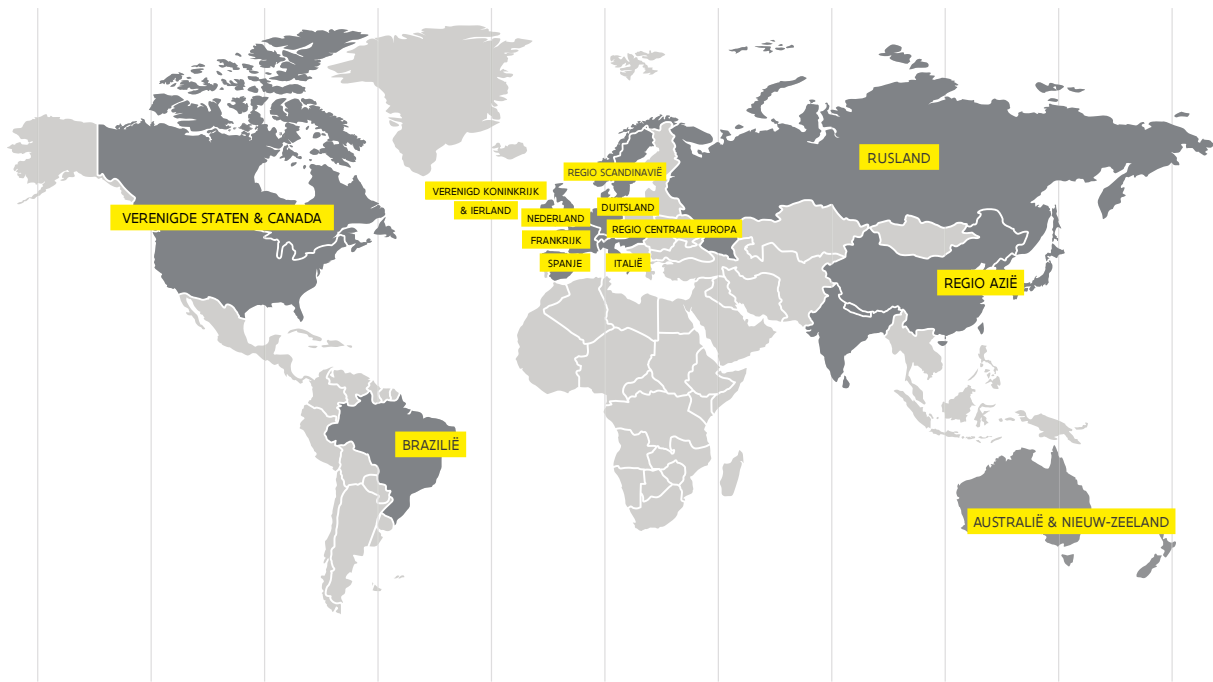 RUSLAND
REGIO SCANDINAVIË
VERENIGD KONINKRIJK
& IERLAND
DUITSLAND
VERENIGDE STATEN & CANADA
NEDERLAND
REGIO CENTRAAL EUROPA
FRANKRIJK
SPANJE
ITALIË
REGIO AZIË
BRAZILIË
AUSTRALIË & NIEUW-ZEELAND